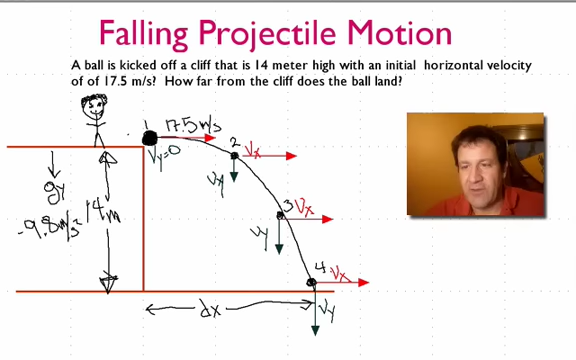 Falling Projectile Motion
A ball is kicked off a cliff that is 14 meter high with an initial horizontal velocity
of of 17.5 m/s? How far from the cliff does the ball land?
1 17.5 m/s
Vy=0
2 Vx
Vy
gy
-9.8 m/s²
14m
3 Vx
Vy
4 Vx
dx
Vy